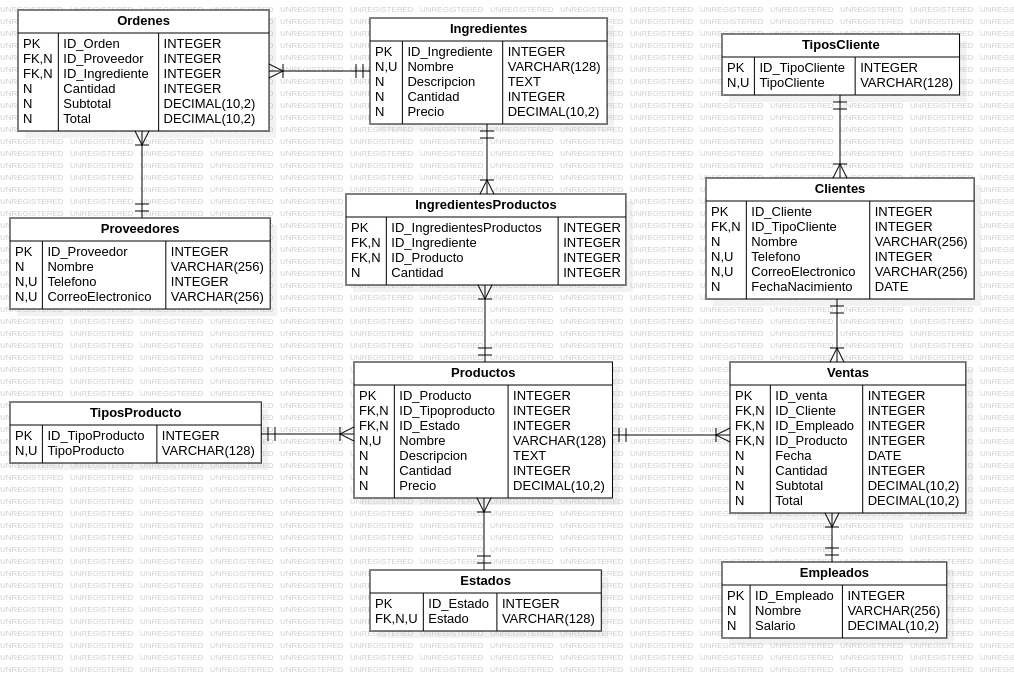 Ordenes
PK ID_Orden INTEGER
FK,N ID_Proveedor INTEGER
FK,N ID_Ingrediente INTEGER
N Cantidad INTEGER
N Subtotal DECIMAL(10,2)
N Total DECIMAL(10,2)
Ingredientes
PK ID_Ingrediente INTEGER
N,U Nombre VARCHAR(128)
N Descripcion TEXT
N Cantidad INTEGER
N Precio DECIMAL(10,2)
TiposCliente
PK ID_TipoCliente INTEGER
N,U TipoCliente VARCHAR(128)
Proveedores
PK ID_Proveedor INTEGER
N Nombre VARCHAR(256)
N,U Telefono INTEGER
N,U CorreoElectronico VARCHAR(256)
IngredientesProductos
PK ID_IngredientesProductos INTEGER
FK,N ID_Ingrediente INTEGER
FK,N ID_Producto INTEGER
N Cantidad INTEGER
Clientes
PK ID_Cliente INTEGER
FK,N ID_TipoCliente INTEGER
N Nombre VARCHAR(256)
N,U Telefono INTEGER
N,U CorreoElectronico VARCHAR(256)
N FechaNacimiento DATE
TiposProducto
PK ID_TipoProducto INTEGER
N,U TipoProducto VARCHAR(128)
Productos
PK ID_Producto INTEGER
FK,N ID_Tipoproducto INTEGER
FK,N ID_Estado INTEGER
N,U Nombre VARCHAR(128)
N Descripcion TEXT
N Cantidad INTEGER
N Precio DECIMAL(10,2)
Ventas
PK ID_venta INTEGER
FK,N ID_Cliente INTEGER
FK,N ID_Empleado INTEGER
FK,N ID_Producto INTEGER
N Fecha DATE
N Cantidad INTEGER
N Subtotal DECIMAL(10,2)
N Total DECIMAL(10,2)
Estados
PK ID_Estado INTEGER
FK,N,U Estado VARCHAR(128)
Empleados
PK ID_Empleado INTEGER
N Nombre VARCHAR(256)
N Salario DECIMAL(10,2)
UNREGISTERED